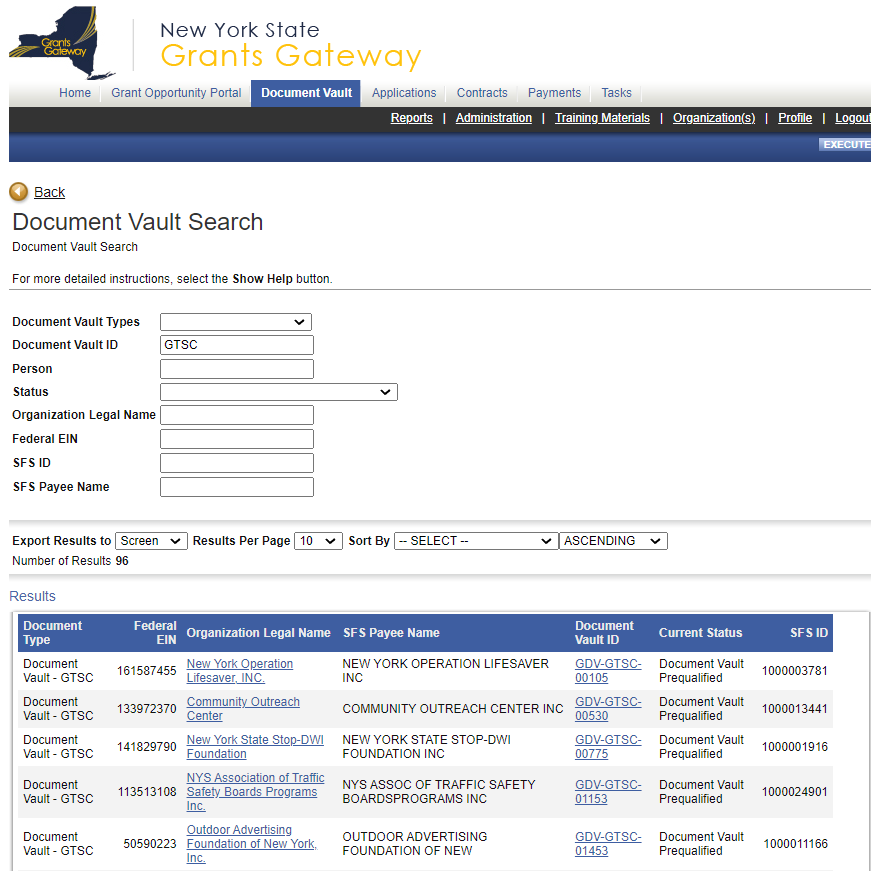 Grants
Gateway
New York State
Grants Gateway
Home Grant Opportunity Portal Document Vault Applications Contracts Payments Tasks
Reports | Administration | Training Materials | Organization(s) | Profile | Logout
EXECUTE
Back
Document Vault Search
Document Vault Search
For more detailed instructions, select the Show Help button.
Document Vault Types
Document Vault ID GTSC
Person
Status
Organization Legal Name
Federal EIN
SFS ID
SFS Payee Name
Export Results to Screen Results Per Page 10 Sort By -- SELECT -- ASCENDING
Number of Results 96
Results
Document Type Federal EIN Organization Legal Name SFS Payee Name Document Vault ID Current Status SFS ID
Document Vault - GTSC 161587455 New York Operation Lifesaver, INC. NEW YORK OPERATION LIFESAVER INC GDV-GTSC-00105 Document Vault Prequalified 1000003781
Document Vault - GTSC 133972370 Community Outreach Center COMMUNITY OUTREACH CENTER INC GDV-GTSC-00530 Document Vault Prequalified 1000013441
Document Vault - GTSC 141829790 New York State Stop-DWI Foundation NEW YORK STATE STOP-DWI FOUNDATION INC GDV-GTSC-00775 Document Vault Prequalified 1000001916
Document Vault - GTSC 113513108 NYS Association of Traffic Safety Boards Programs Inc. NYS ASSOC OF TRAFFIC SAFETY BOARDSPROGRAMS INC GDV-GTSC-01153 Document Vault Prequalified 1000024901
Document Vault - GTSC 50590223 Outdoor Advertising Foundation of New York, Inc. OUTDOOR ADVERTISING FOUNDATION OF NEW GDV-GTSC-01453 Document Vault Prequalified 1000011166